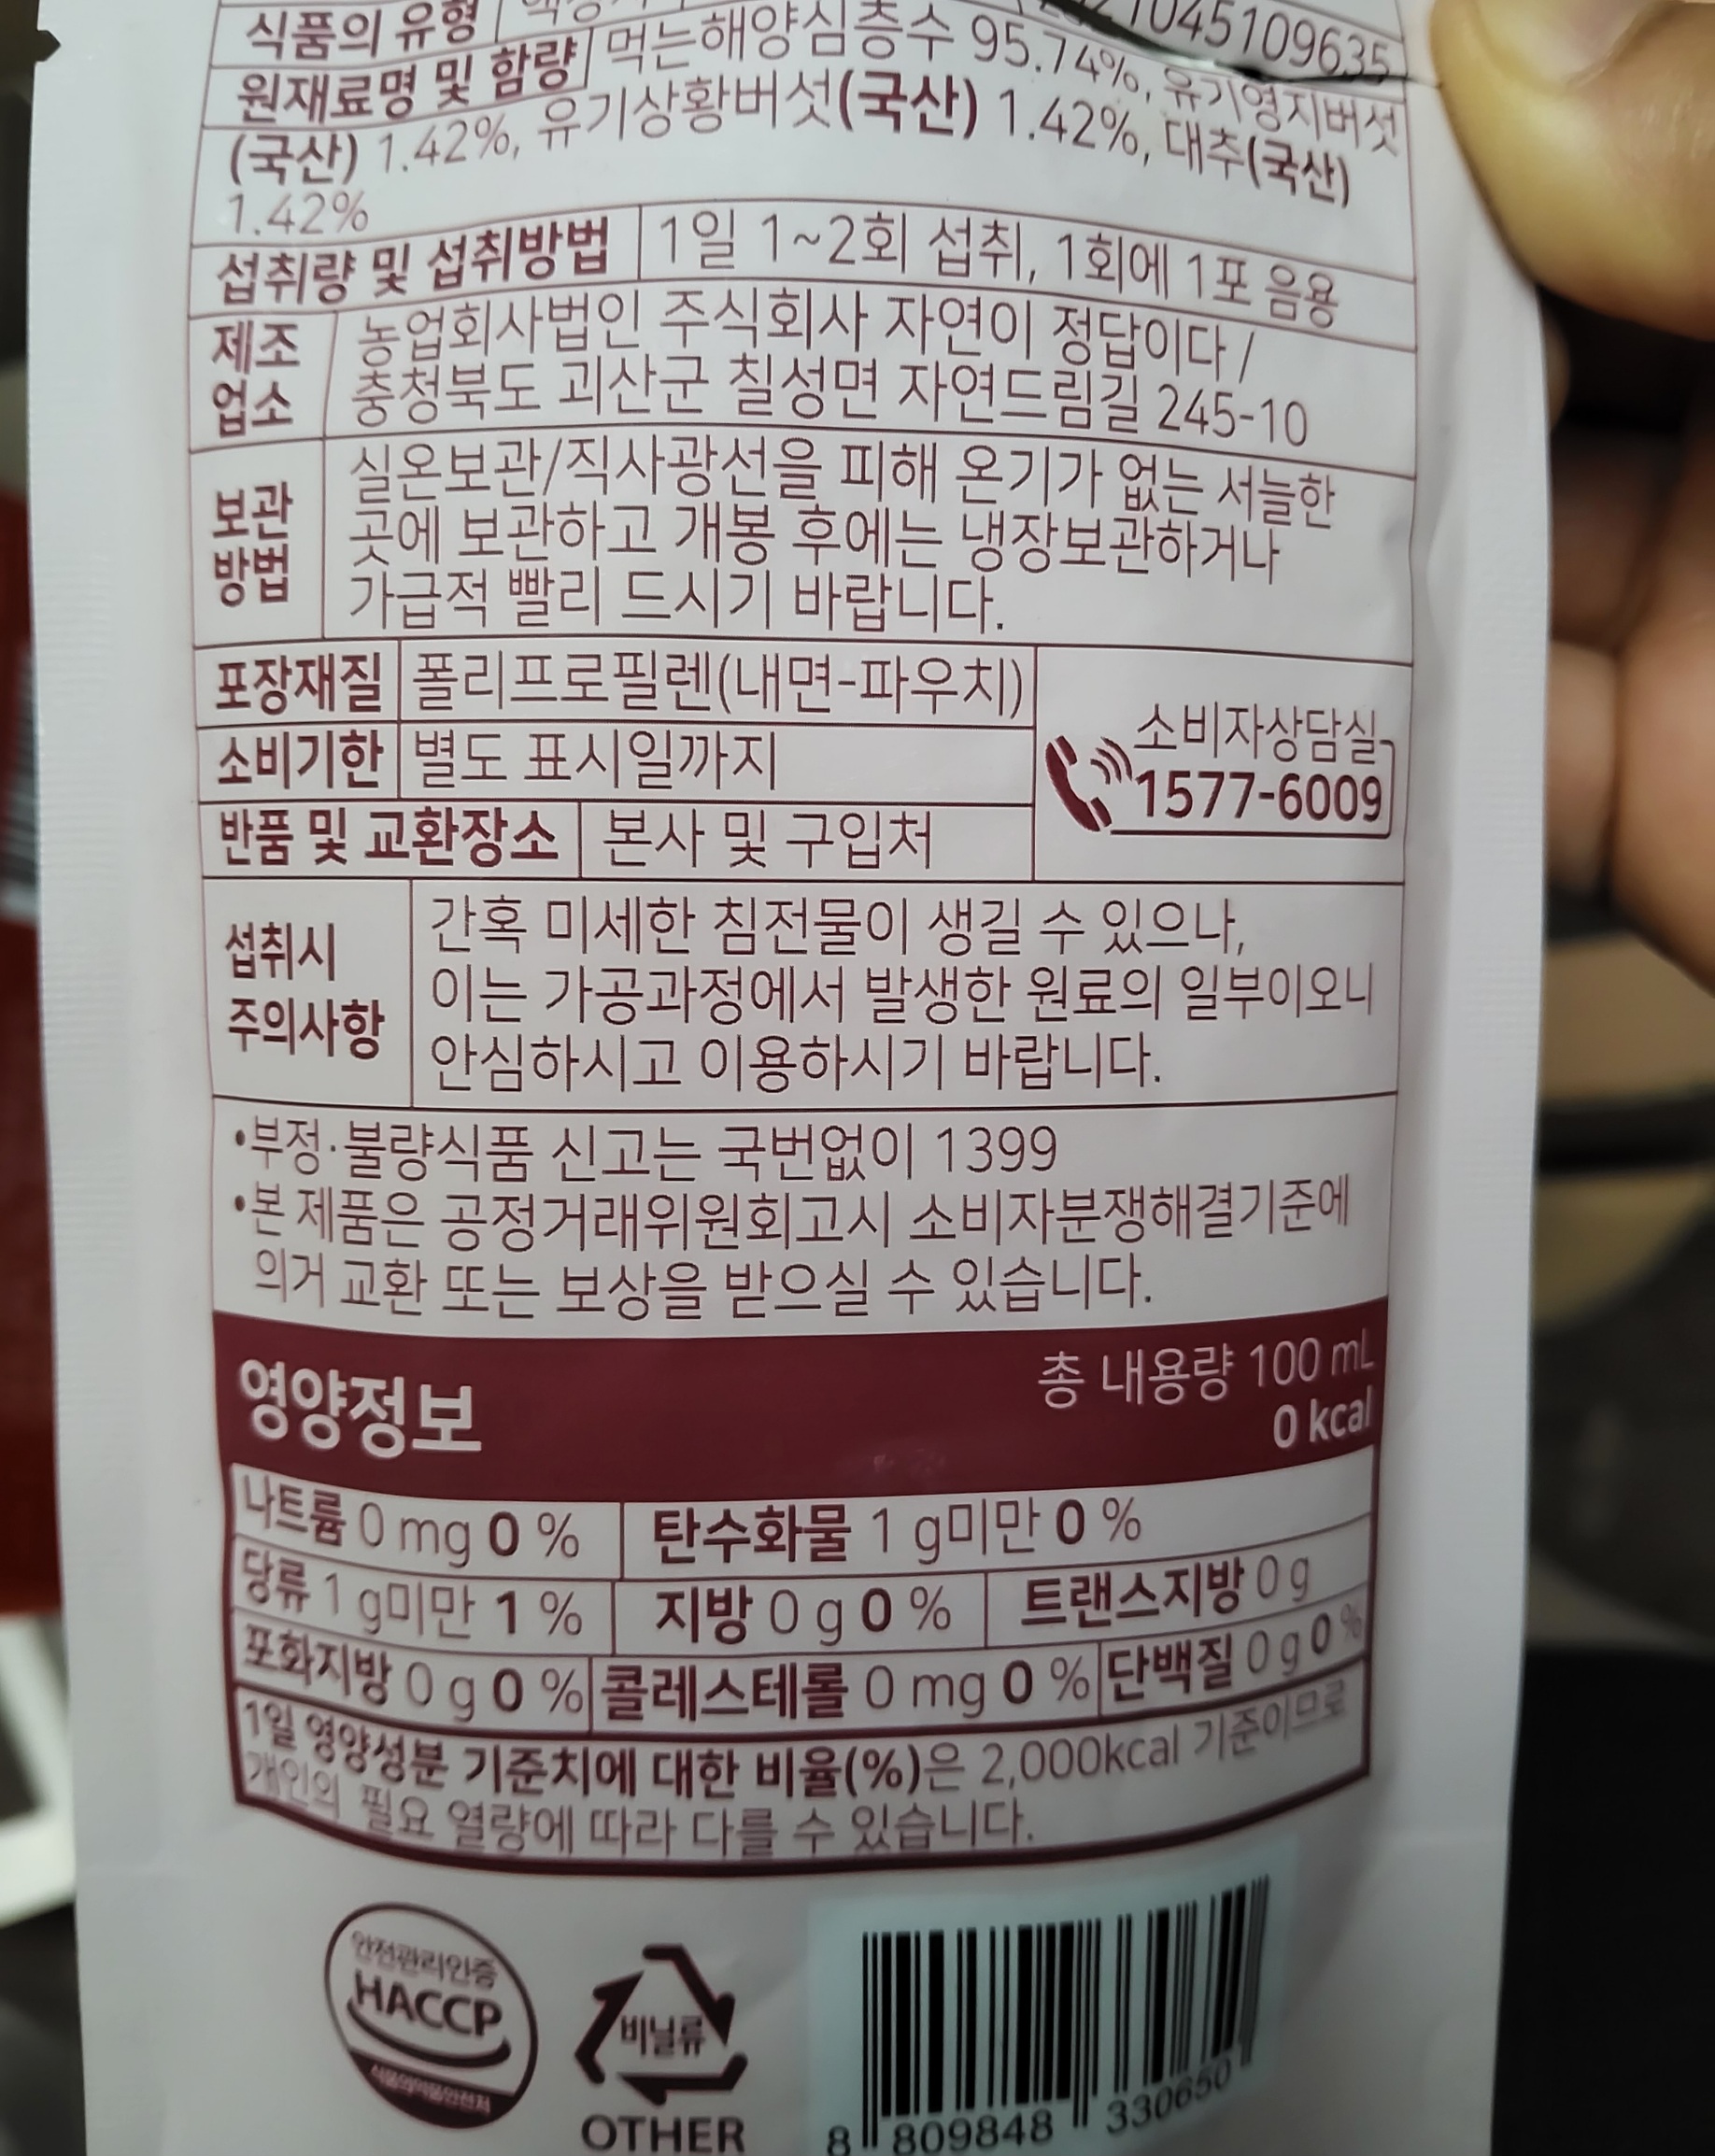 1045109635
식품의 유형
원재료명 및 함량 먹는해양심층수 95.74%, 유기영지버섯
(국산) 1.42%, 유기상황버섯(국산) 1.42%, 대추(국산)
1.42%
섭취량 및 섭취방법 1일 1~2회 섭취, 1회에 1포 음용
제조
업소
농업회사법인 주식회사 자연이 정답이다 /
충청북도 괴산군 칠성면 자연드림길 245-10
보관
방법
실온보관/직사광선을 피해 온기가 없는 서늘한
곳에 보관하고 개봉 후에는 냉장보관하거나
가급적 빨리 드시기 바랍니다.
포장재질 폴리프로필렌(내면-파우치)
소비기한 별도 표시일까지
반품 및 교환장소 본사 및 구입처
소비자상담실
1577-6009
섭취시
주의사항
간혹 미세한 침전물이 생길 수 있으나,
이는 가공과정에서 발생한 원료의 일부이오니
안심하시고 이용하시기 바랍니다.
•부정·불량식품 신고는 국번없이 1399
•본 제품은 공정거래위원회고시 소비자분쟁해결기준에
의거 교환 또는 보상을 받으실 수 있습니다.
영양정보
총 내용량 100 mL
0 kcal
나트륨 0 mg 0 % 탄수화물 1 g미만 0 %
당류 1 g미만 1 % 지방 0 g 0 % 트랜스지방 0 g
포화지방 0 g 0 % 콜레스테롤 0 mg 0 % 단백질 0 g 0 %
1일 영양성분 기준치에 대한 비율(%)은 2,000kcal 기준이므로
개인의 필요 열량에 따라 다를 수 있습니다.
안전관리인증
HACCP
식품의약품안전처
비닐류
OTHER
8 809848 330650